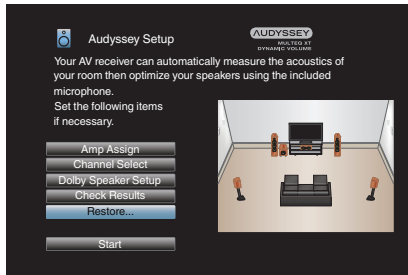 Audyssey Setup
AUDYSSEY
MULTEQ XT
DYNAMIC VOLUME
Your AV receiver can automatically measure the acoustics of
your room then optimize your speakers using the included
microphone.
Set the following items
if necessary.
Amp Assign
Channel Select
Dolby Speaker Setup
Check Results
Restore...
Start